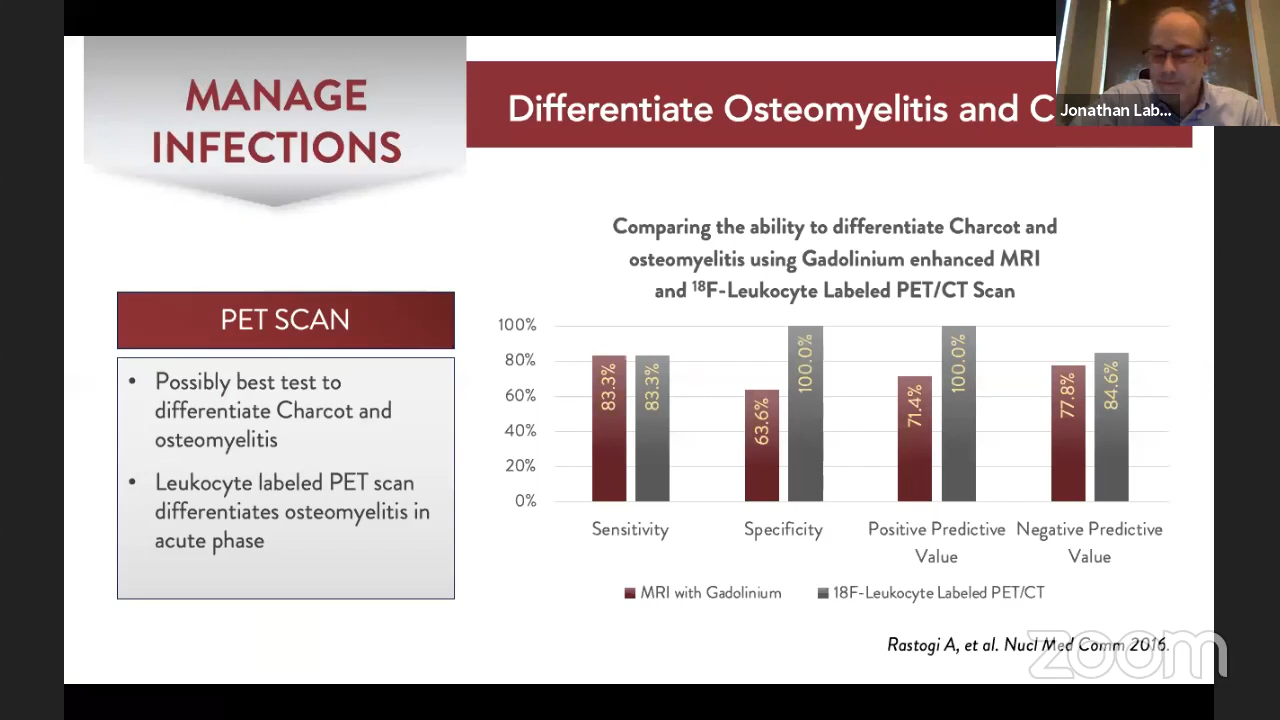 MANAGE
INFECTIONS
Differentiate Osteomyelitis and C
Jonathan Lab...
Comparing the ability to differentiate Charcot and
osteomyelitis using Gadolinium enhanced MRI
and ¹⁸F-Leukocyte Labeled PET/CT Scan
PET SCAN
• Possibly best test to
differentiate Charcot and
osteomyelitis
• Leukocyte labeled PET scan
differentiates osteomyelitis in
acute phase
100%
80%
60%
40%
20%
0%
83.3%
83.3%
63.6%
100.0%
71.4%
100.0%
77.8%
84.6%
Sensitivity
Specificity
Positive Predictive
Value
Negative Predictive
Value
MRI with Gadolinium
18F-Leukocyte Labeled PET/CT
Rastogi A, et al. Nucl Med Comm 2016.
zoom